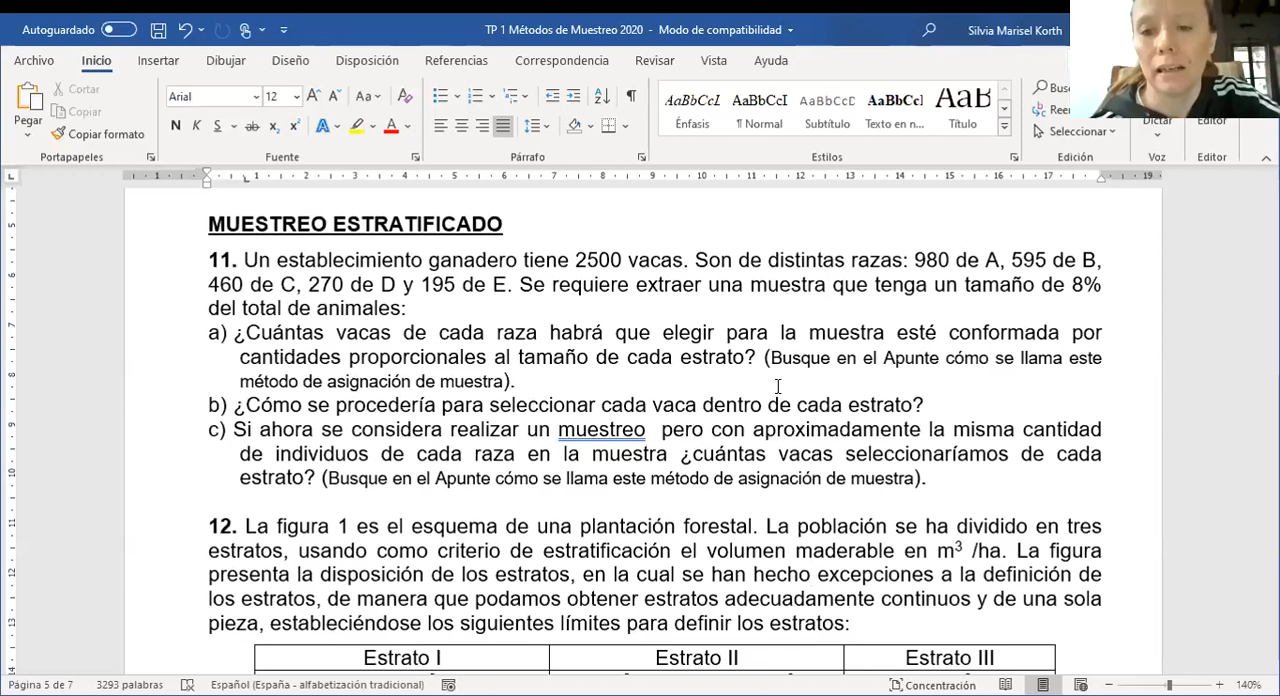 Autoguardado
TP 1 Métodos de Muestreo 2020 - Modo de compatibilidad
Silvia Marisel Korth
Archivo Inicio Insertar Dibujar Diseño Disposición Referencias Correspondencia Revisar Vista Ayuda
Pegar
Cortar
Copiar
Copiar formato
Portapapeles
Arial 12
N K S ab x₂ x²
Fuente
Párrafo
AaBbCcI AaBbCc AaBbCcD AaBbCcI AaB
Énfasis ¶ Normal Subtítulo Texto en n... Título
Estilos
Seleccionar
Edición
Dictar
Voz
Editor
Editor
MUESTREO ESTRATIFICADO
11. Un establecimiento ganadero tiene 2500 vacas. Son de distintas razas: 980 de A, 595 de B,
460 de C, 270 de D y 195 de E. Se requiere extraer una muestra que tenga un tamaño de 8%
del total de animales:
a) ¿Cuántas vacas de cada raza habrá que elegir para la muestra esté conformada por
cantidades proporcionales al tamaño de cada estrato? (Busque en el Apunte cómo se llama este
método de asignación de muestra).
b) ¿Cómo se procedería para seleccionar cada vaca dentro de cada estrato?
c) Si ahora se considera realizar un muestreo pero con aproximadamente la misma cantidad
de individuos de cada raza en la muestra ¿cuántas vacas seleccionaríamos de cada
estrato? (Busque en el Apunte cómo se llama este método de asignación de muestra).
12. La figura 1 es el esquema de una plantación forestal. La población se ha dividido en tres
estratos, usando como criterio de estratificación el volumen maderable en m³ /ha. La figura
presenta la disposición de los estratos, en la cual se han hecho excepciones a la definición de
los estratos, de manera que podamos obtener estratos adecuadamente continuos y de una sola
pieza, estableciéndose los siguientes límites para definir los estratos:
Estrato I Estrato II Estrato III
Página 5 de 7 3293 palabras Español (España - alfabetización tradicional) Concentración 140%